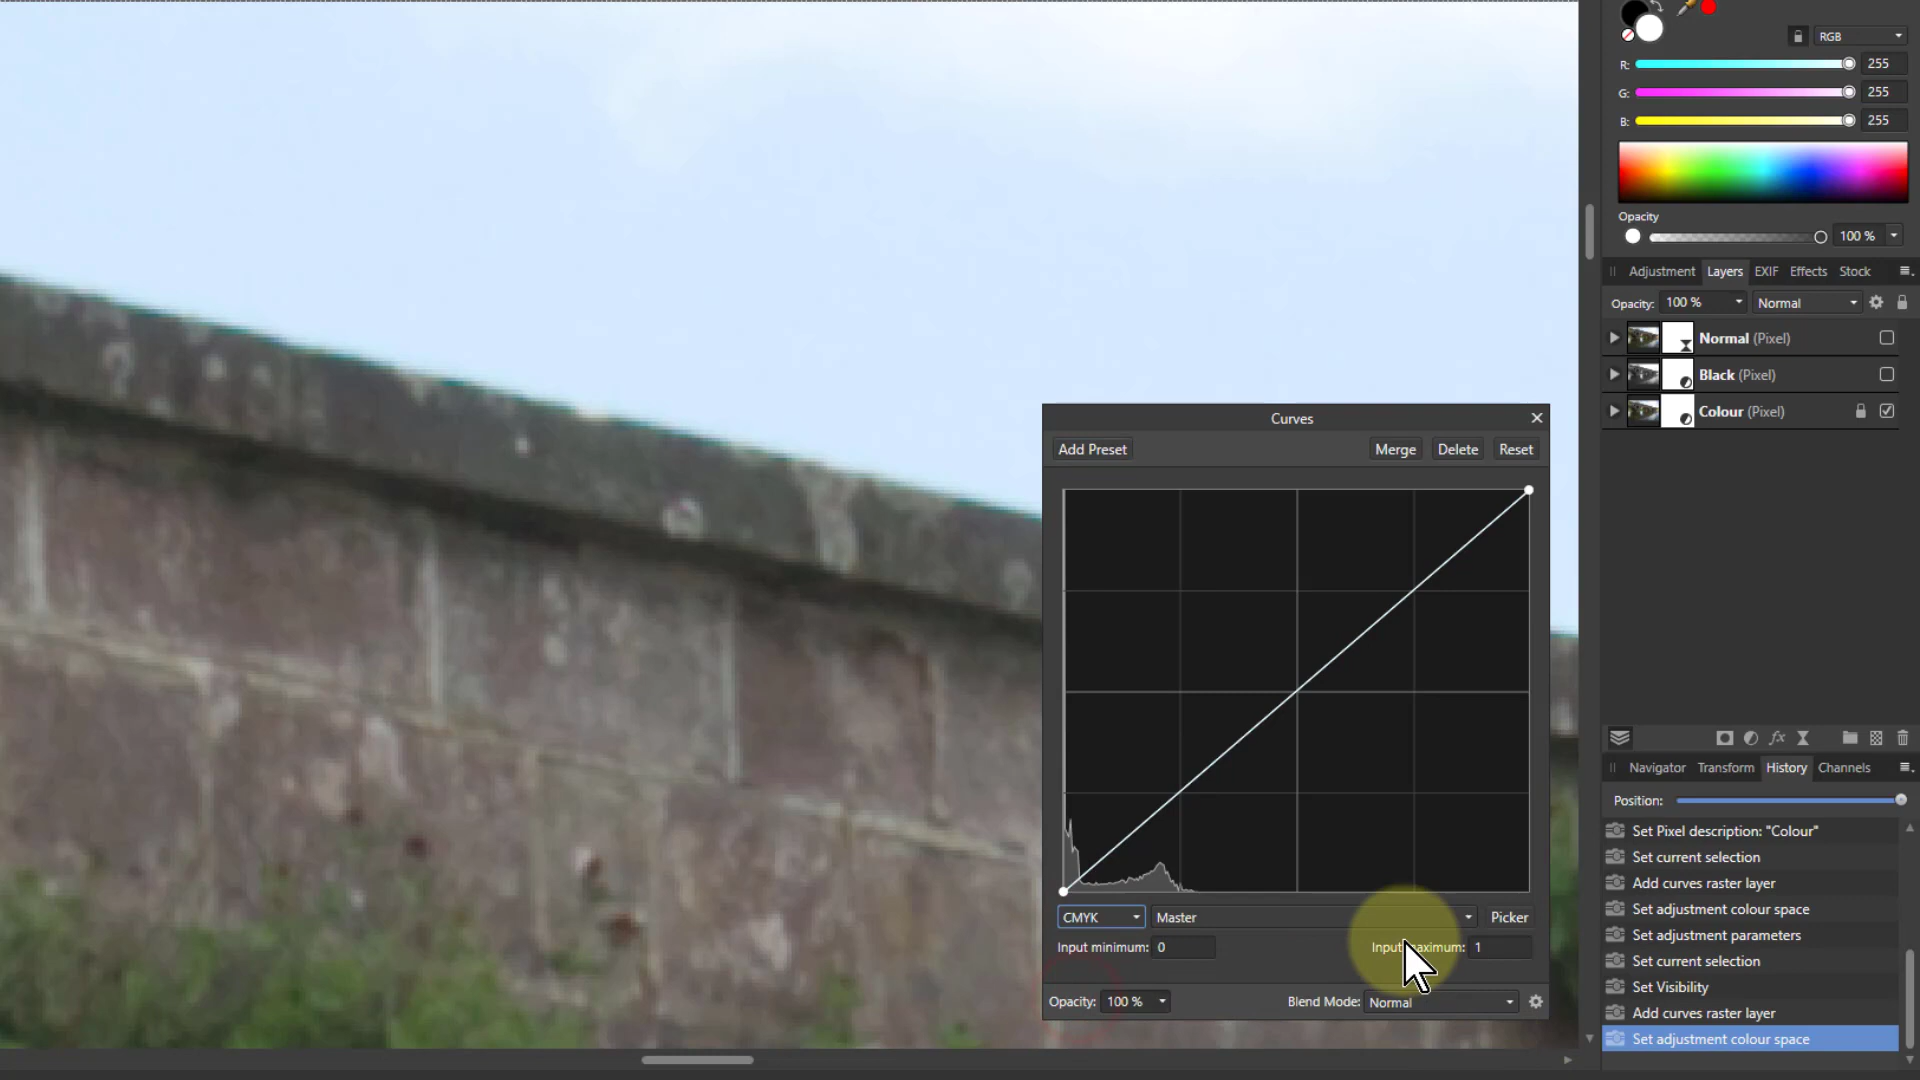 RGB
R: 255
G: 255
B: 255
Opacity
100 %
Adjustment Layers EXIF Effects Stock
Opacity: 100 % Normal
Normal (Pixel)
Black (Pixel)
Colour (Pixel)
Curves
Add Preset Merge Delete Reset
CMYK Master Picker
Input minimum: 0 Input maximum: 1
Opacity: 100 % Blend Mode: Normal
fx
Navigator Transform History Channels
Position:
Set Pixel description: "Colour"
Set current selection
Add curves raster layer
Set adjustment colour space
Set adjustment parameters
Set current selection
Set Visibility
Add curves raster layer
Set adjustment colour space